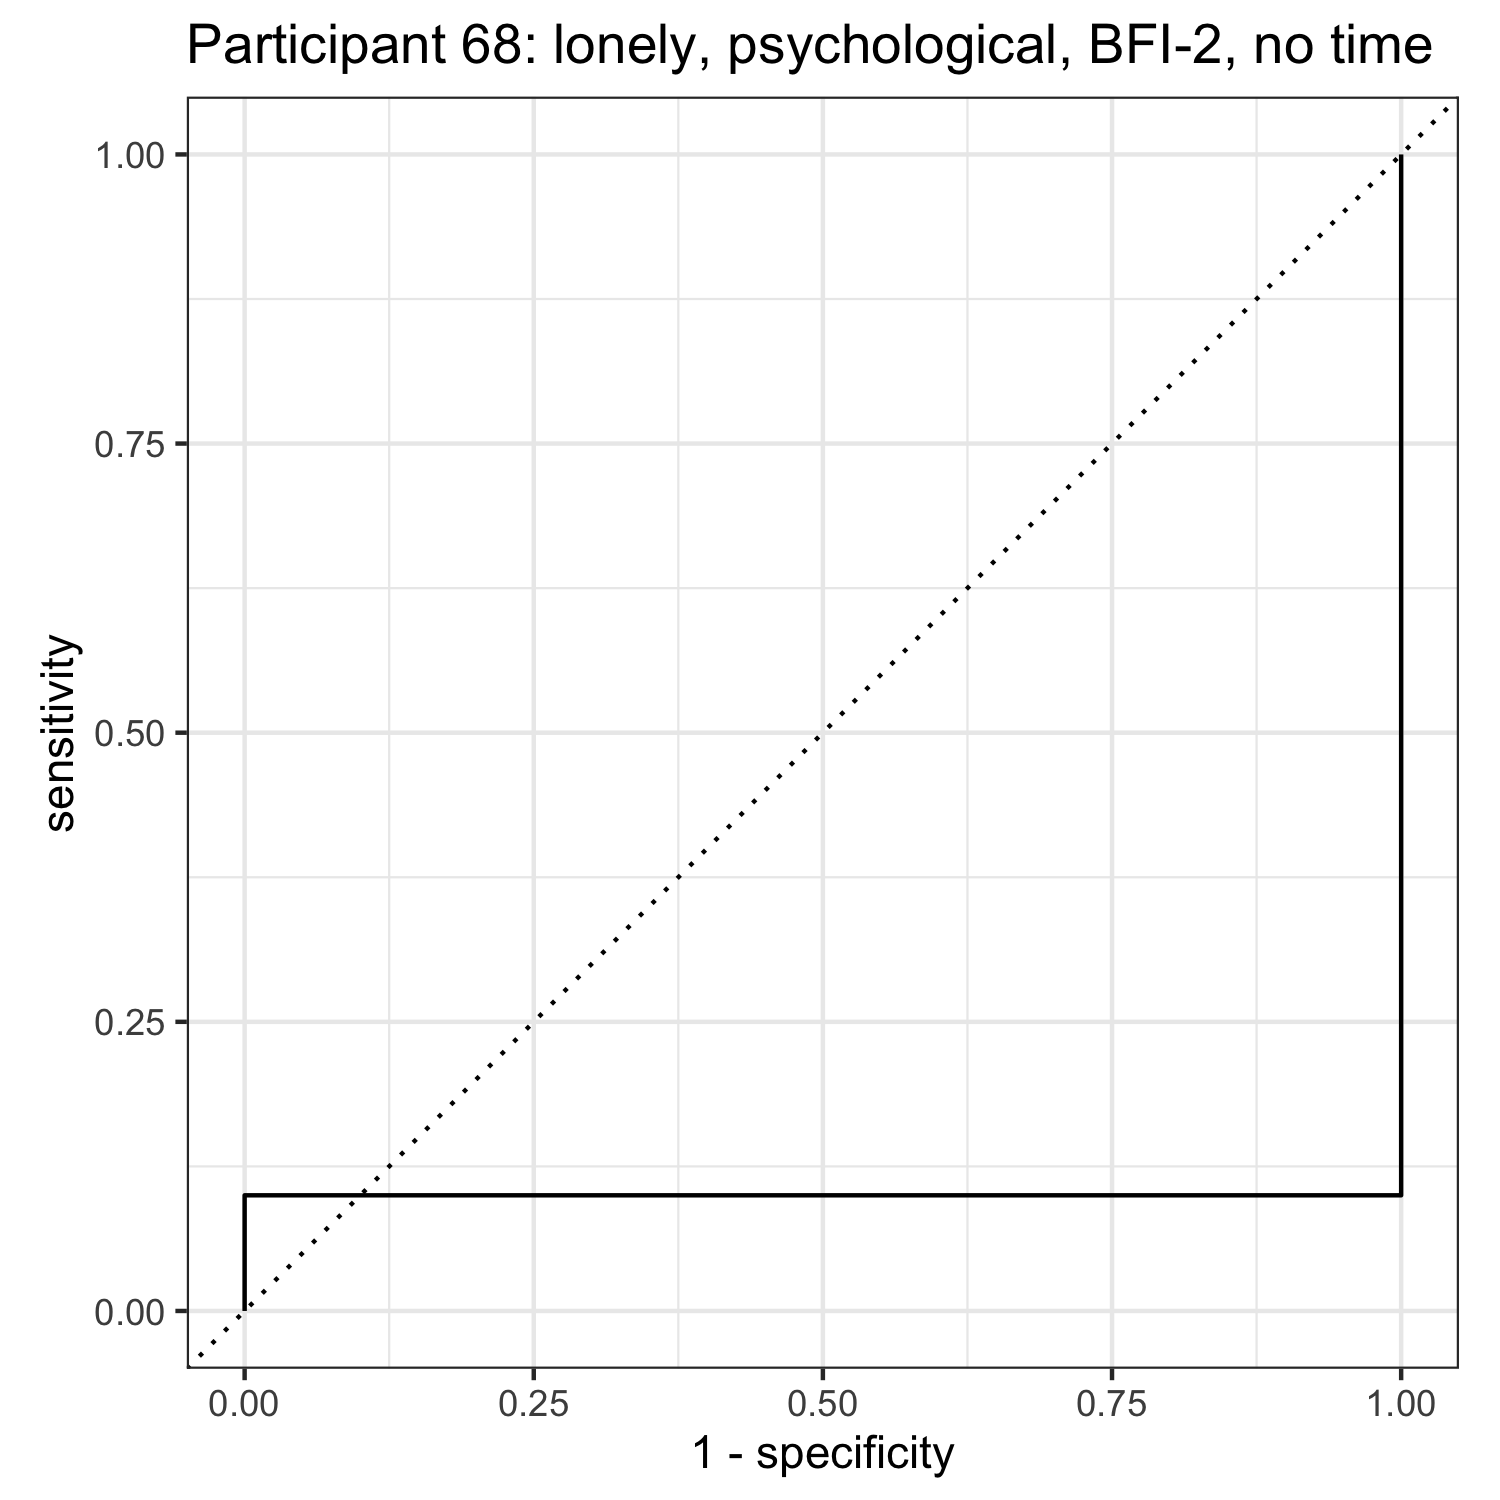 Participant 68: lonely, psychological, BFI-2, no time
1.00
0.75
0.50
0.25
0.00
sensitivity
0.00 0.25 0.50 0.75 1.00
1 - specificity